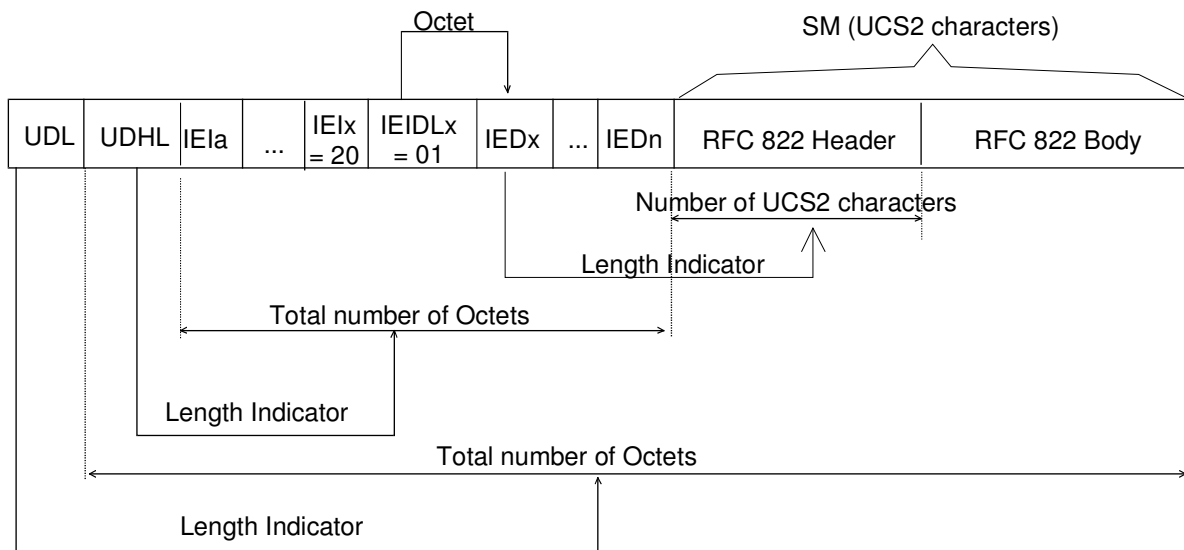 Octet
SM (UCS2 characters)
UDL UDHL IEIa ... IEIx = 20 IEIDLx = 01 IEDx ... IEDn RFC 822 Header RFC 822 Body
Number of UCS2 characters
Length Indicator
Total number of Octets
Length Indicator
Total number of Octets
Length Indicator